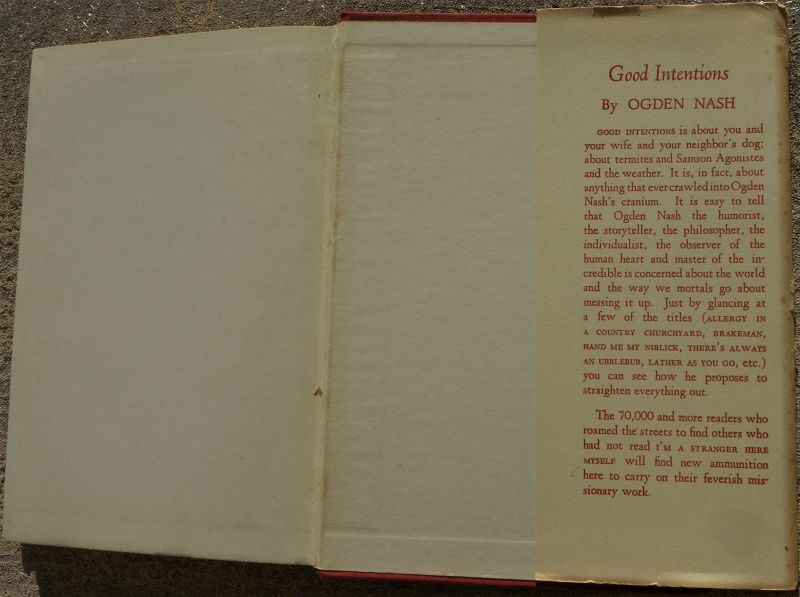 Good Intentions
By OGDEN NASH
GOOD INTENTIONS is about you and
your wife and your neighbor's dog;
about termites and Samson Agonistes
and the weather. It is, in fact, about
anything that ever crawled into Ogden
Nash's cranium. It is easy to tell
that Ogden Nash the humorist,
the storyteller, the philosopher, the
individualist, the observer of the
human heart and master of the in-
credible is concerned about the world
and the way we mortals go about
messing it up. Just by glancing at
a few of the titles (ALLERGY IN
A COUNTRY CHURCHYARD, BRAKEMAN,
HAND ME MY NIBLICK, THERE'S ALWAYS
AN UBBLEBUB, LATHER AS YOU GO, etc.)
you can see how he proposes to
straighten everything out.
The 70,000 and more readers who
roamed the streets to find others who
had not read I'M A STRANGER HERE
MYSELF will find new ammunition
here to carry on their feverish mis-
sionary work.